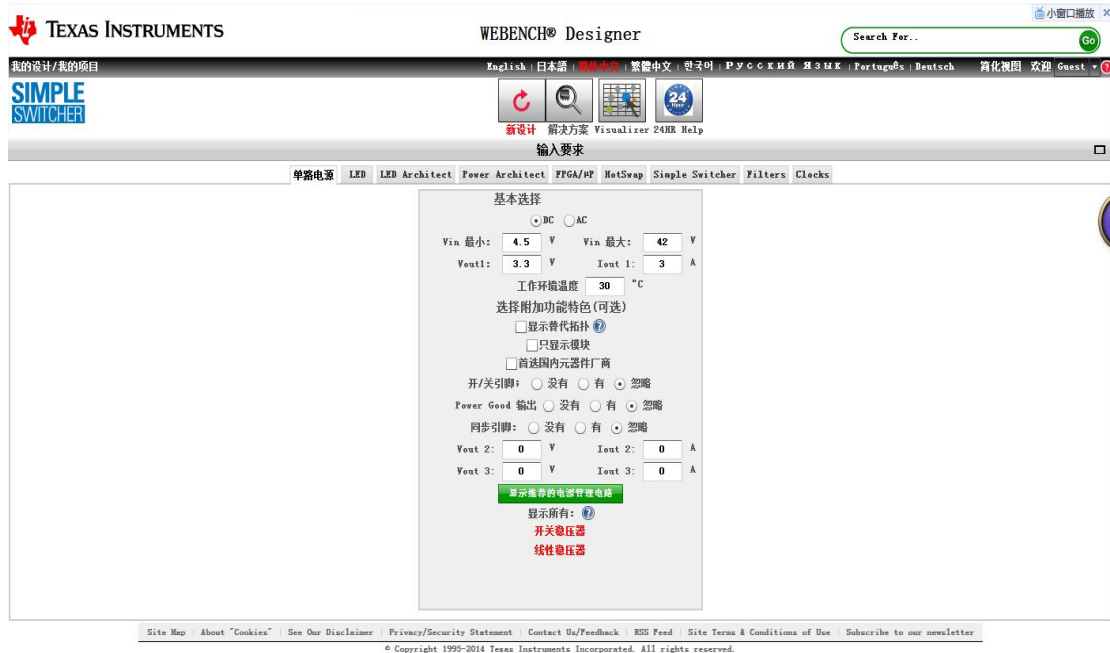 小窗口播放 ×
TEXAS INSTRUMENTS
WEBENCH® Designer
Search For..
Go
我的设计/我的项目
English | 日本語 | 简体中文 | 繁體中文 | 한국어 | Русский Язык | Português | Deutsch
简化视图 欢迎 Guest
SIMPLE
SWITCHER
24
Hour
新设计 解决方案 Visualizer 24HR Help
输入要求
单路电源 LED LED Architect Power Architect FPGA/µP HotSwap Simple Switcher Filters Clocks
基本选择
DC AC
Vin 最小: 4.5 V Vin 最大: 42 V
Vout1: 3.3 V Iout 1: 3 A
工作环境温度 30 °C
选择附加功能特色(可选)
显示替代拓扑 ?
只显示模块
首选国内元器件厂商
开/关引脚: 没有 有 忽略
Power Good 输出 没有 有 忽略
同步引脚: 没有 有 忽略
Vout 2: 0 V Iout 2: 0 A
Vout 3: 0 V Iout 3: 0 A
显示推荐的电源管理电路
显示所有: ?
开关稳压器
线性稳压器
Site Map | About "Cookies" | See Our Disclaimer | Privacy/Security Statement | Contact Us/Feedback | RSS Feed | Site Terms & Conditions of Use | Subscribe to our newsletter
© Copyright 1995-2014 Texas Instruments Incorporated. All rights reserved.